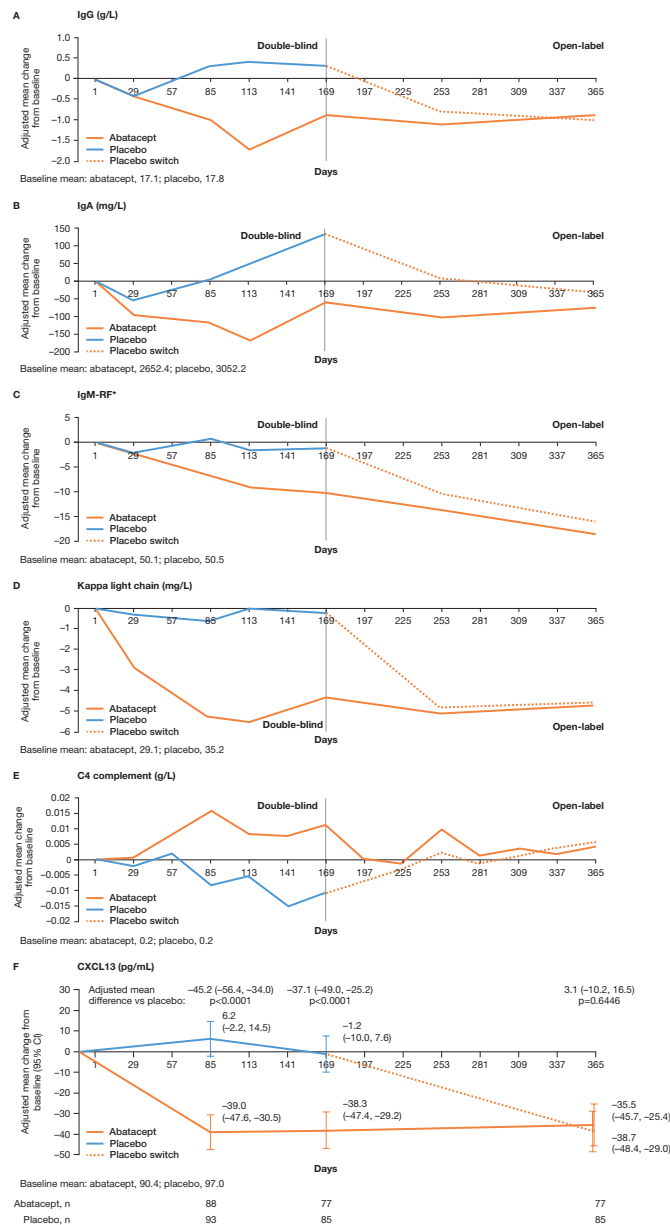 A IgG (g/L)
Adjusted mean change from baseline
1.0
0.5
0
−0.5
−1.0
−1.5
−2.0
Double-blind Open-label
1 29 57 85 113 141 169 197 225 253 281 309 337 365
Abatacept
Placebo
Placebo switch
Days
Baseline mean: abatacept, 17.1; placebo, 17.8
B IgA (mg/L)
Adjusted mean change from baseline
150
100
50
0
−50
−100
−150
−200
Double-blind Open-label
1 29 57 85 113 141 169 197 225 253 281 309 337 365
Abatacept
Placebo
Placebo switch
Days
Baseline mean: abatacept, 2652.4; placebo, 3052.2
C IgM-RF*
Adjusted mean change from baseline
5
0
−5
−10
−15
−20
Double-blind Open-label
1 29 57 85 113 141 169 197 225 253 281 309 337 365
Abatacept
Placebo
Placebo switch
Days
Baseline mean: abatacept, 50.1; placebo, 50.5
D Kappa light chain (mg/L)
Adjusted mean change from baseline
0
−1
−2
−3
−4
−5
−6
1 29 57 85 113 141 169 197 225 253 281 309 337 365
Abatacept
Placebo
Placebo switch
Double-blind Open-label
Days
Baseline mean: abatacept, 29.1; placebo, 35.2
E C4 complement (g/L)
Adjusted mean change from baseline
0.02
0.015
0.01
0.005
0
−0.005
−0.01
−0.015
−0.02
Double-blind Open-label
1 29 57 85 113 141 169 197 225 253 281 309 337 365
Abatacept
Placebo
Placebo switch
Days
Baseline mean: abatacept, 0.2; placebo, 0.2
F CXCL13 (pg/mL)
Adjusted mean change from baseline (95% CI)
30
20
10
0
−10
−20
−30
−40
−50
Adjusted mean −45.2 (−56.4, −34.0) −37.1 (−49.0, −25.2) 3.1 (−10.2, 16.5)
difference vs placebo: p<0.0001 p<0.0001 p=0.6446
6.2
(−2.2, 14.5)
−1.2
(−10.0, 7.6)
1 29 57 85 113 141 169 197 225 253 281 309 337 365
−39.0
(−47.6, −30.5)
−38.3
(−47.4, −29.2)
−35.5
(−45.7, −25.4)
−38.7
(−48.4, −29.0)
Abatacept
Placebo
Placebo switch
Days
Baseline mean: abatacept, 90.4; placebo, 97.0
Abatacept, n 88 77 77
Placebo, n 93 85 85